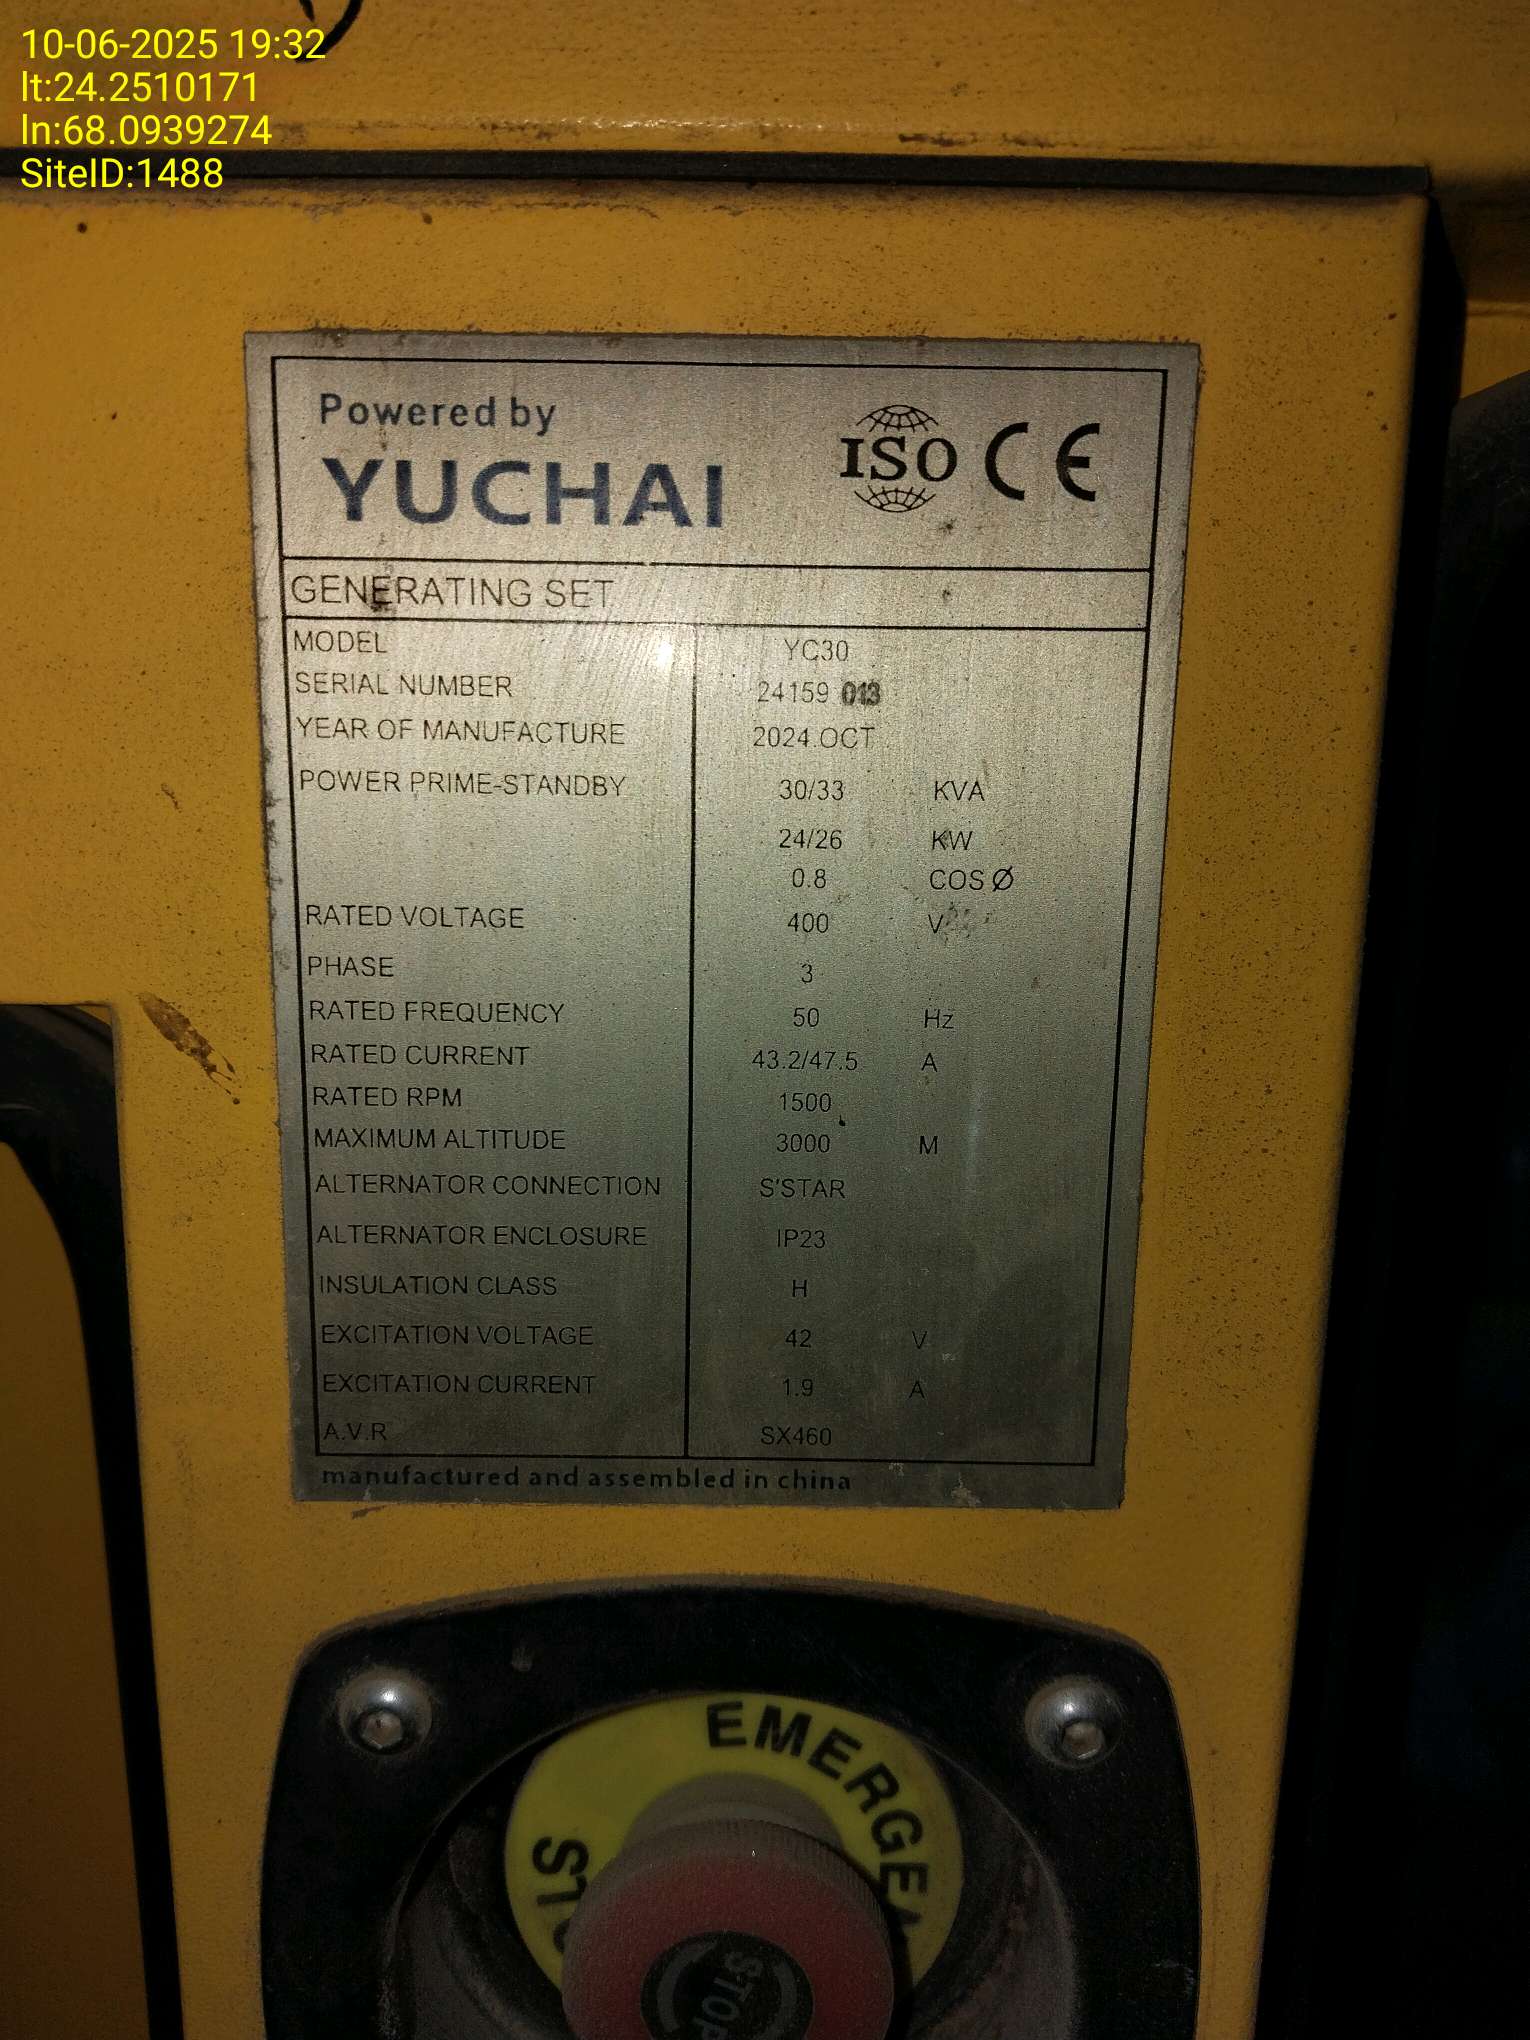 10-06-2025 19:32
lt:24.2510171
ln:68.0939274
SiteID:1488
Powered by
YUCHAI
ISO CE
GENERATING SET
MODEL YC30
SERIAL NUMBER 24159 013
YEAR OF MANUFACTURE 2024.OCT
POWER PRIME-STANDBY 30/33 KVA
24/26 KW
0.8 COS Ø
RATED VOLTAGE 400 V
PHASE 3
RATED FREQUENCY 50 Hz
RATED CURRENT 43.2/47.5 A
RATED RPM 1500
MAXIMUM ALTITUDE 3000 M
ALTERNATOR CONNECTION S'STAR
ALTERNATOR ENCLOSURE IP23
INSULATION CLASS H
EXCITATION VOLTAGE 42 V
EXCITATION CURRENT 1.9 A
A.V.R SX460
manufactured and assembled in china
STOP